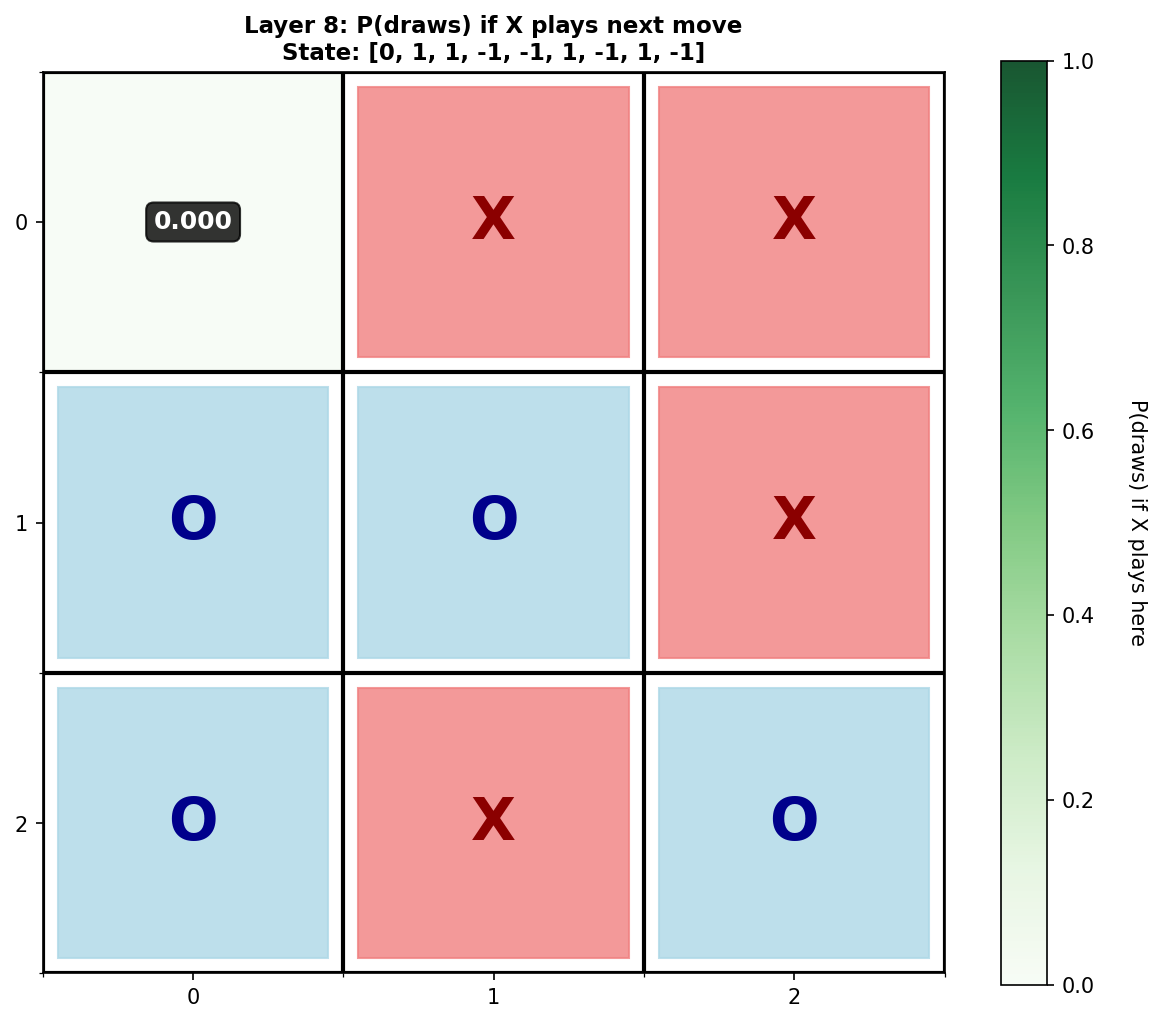 Layer 8: P(draws) if X plays next move
State: [0, 1, 1, -1, -1, 1, -1, 1, -1]
0
0.000
X
X
1
O
O
X
2
O
X
O
0
1
2
1.0
0.8
0.6
0.4
0.2
0.0
P(draws) if X plays here